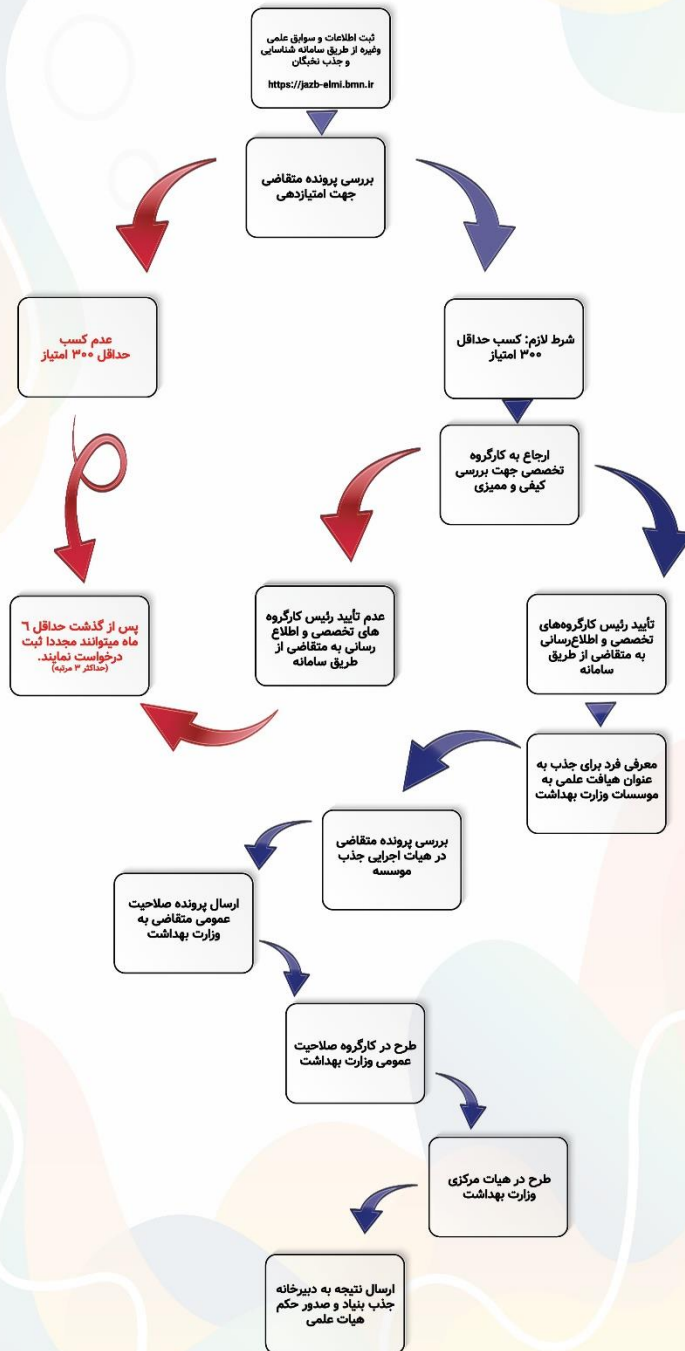 ثبت اطلاعات و سوابق علمی
وغیره از طریق سامانه شناسایی
و جذب نخبگان
https://jazb-elmi.bmn.ir
بررسی پرونده متقاضی
جهت امتیازدهی
شرط لازم: کسب حداقل
۳۰۰ امتیاز
عدم کسب
حداقل ۳۰۰ امتیاز
ارجاع به کارگروه
تخصصی جهت بررسی
کیفی و ممیزی
تأیید رئیس کارگروه‌های
تخصصی و اطلاع‌رسانی
به متقاضی از طریق
سامانه
عدم تأیید رئیس کارگروه
های تخصصی و اطلاع
رسانی به متقاضی از
طریق سامانه
پس از گذشت حداقل ٦
ماه میتوانند مجددا ثبت
درخواست نمایند.
(حداکثر ۳ مرتبه)
معرفی فرد برای جذب به
عنوان هیافت علمی به
موسسات وزارت بهداشت
بررسی پرونده متقاضی
در هیات اجرایی جذب
موسسه
ارسال پرونده صلاحیت
عمومی متقاضی به
وزارت بهداشت
طرح در کارگروه صلاحیت
عمومی وزارت بهداشت
طرح در هیات مرکزی
وزارت بهداشت
ارسال نتیجه به دبیرخانه
جذب بنیاد و صدور حکم
هیات علمی